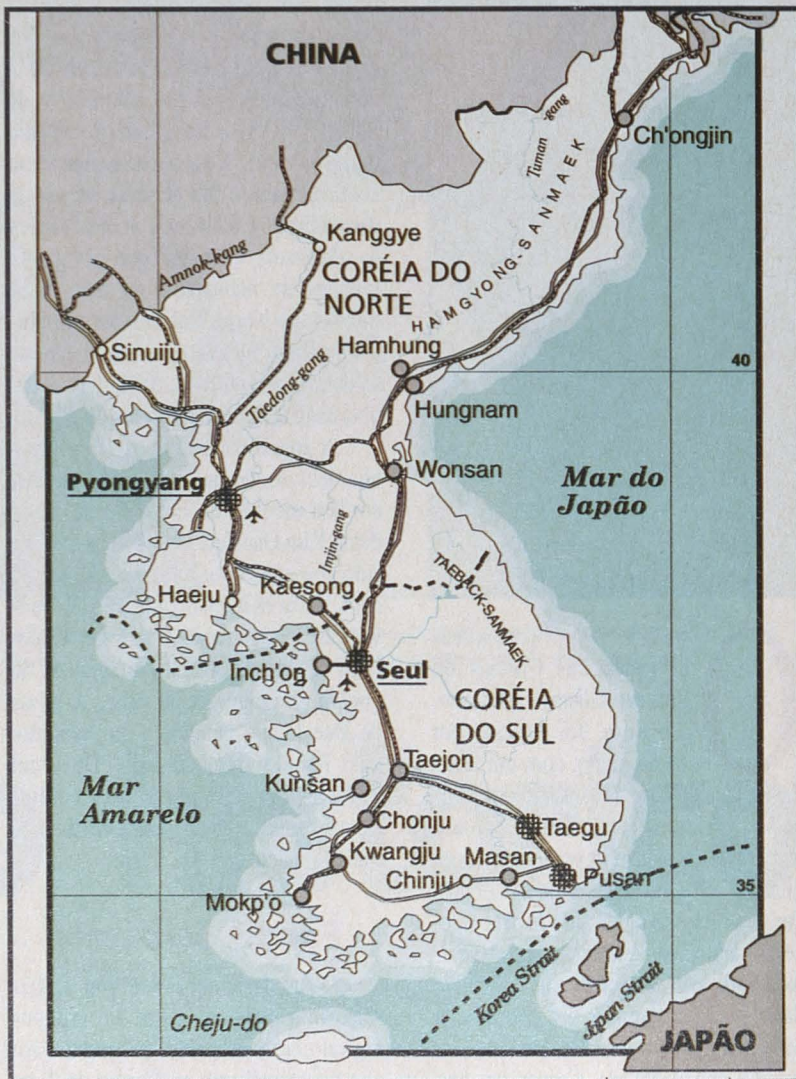 CHINA
Tuman gang
Ch'ongjin
Kanggye
Amnok-kang
CORÉIA DO
NORTE
HAMGYONG-SANMAEK
Sinuiju
Hamhung
40
Taedong-gang
Hungnam
Pyongyang
Wonsan
Mar do
Japão
Imjin-gang
TAEBACK-SANMAEK
Haeju
Kaesong
Inch'on
Seul
CORÉIA
DO SUL
Mar
Amarelo
Taejon
Kunsan
Chonju
Taegu
Kwangju
Masan
Chinju
Pusan
Mokp'o
35
Korea Strait
Japan Strait
Cheju-do
JAPÃO